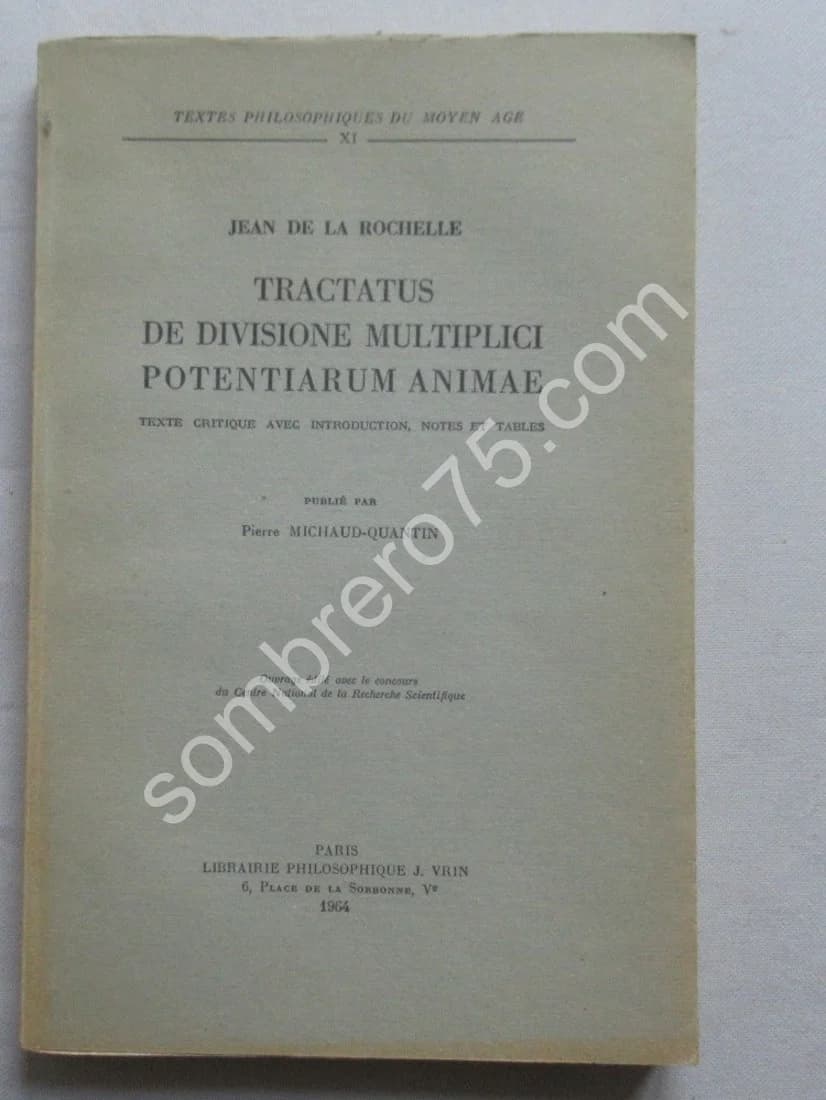 TEXTES PHILOSOPHIQUES DU MOYEN AGE
XI
JEAN DE LA ROCHELLE
TRACTATUS
DE DIVISIONE MULTIPLICI
POTENTIARUM ANIMAE
TEXTE CRITIQUE AVEC INTRODUCTION, NOTES ET TABLES
PUBLIÉ PAR
Pierre MICHAUD-QUANTIN
Ouvrage édité avec le concours
du Centre National de la Recherche Scientifique
PARIS
LIBRAIRIE PHILOSOPHIQUE J. VRIN
6, PLACE DE LA SORBONNE, Ve
1964
sombrero75.com